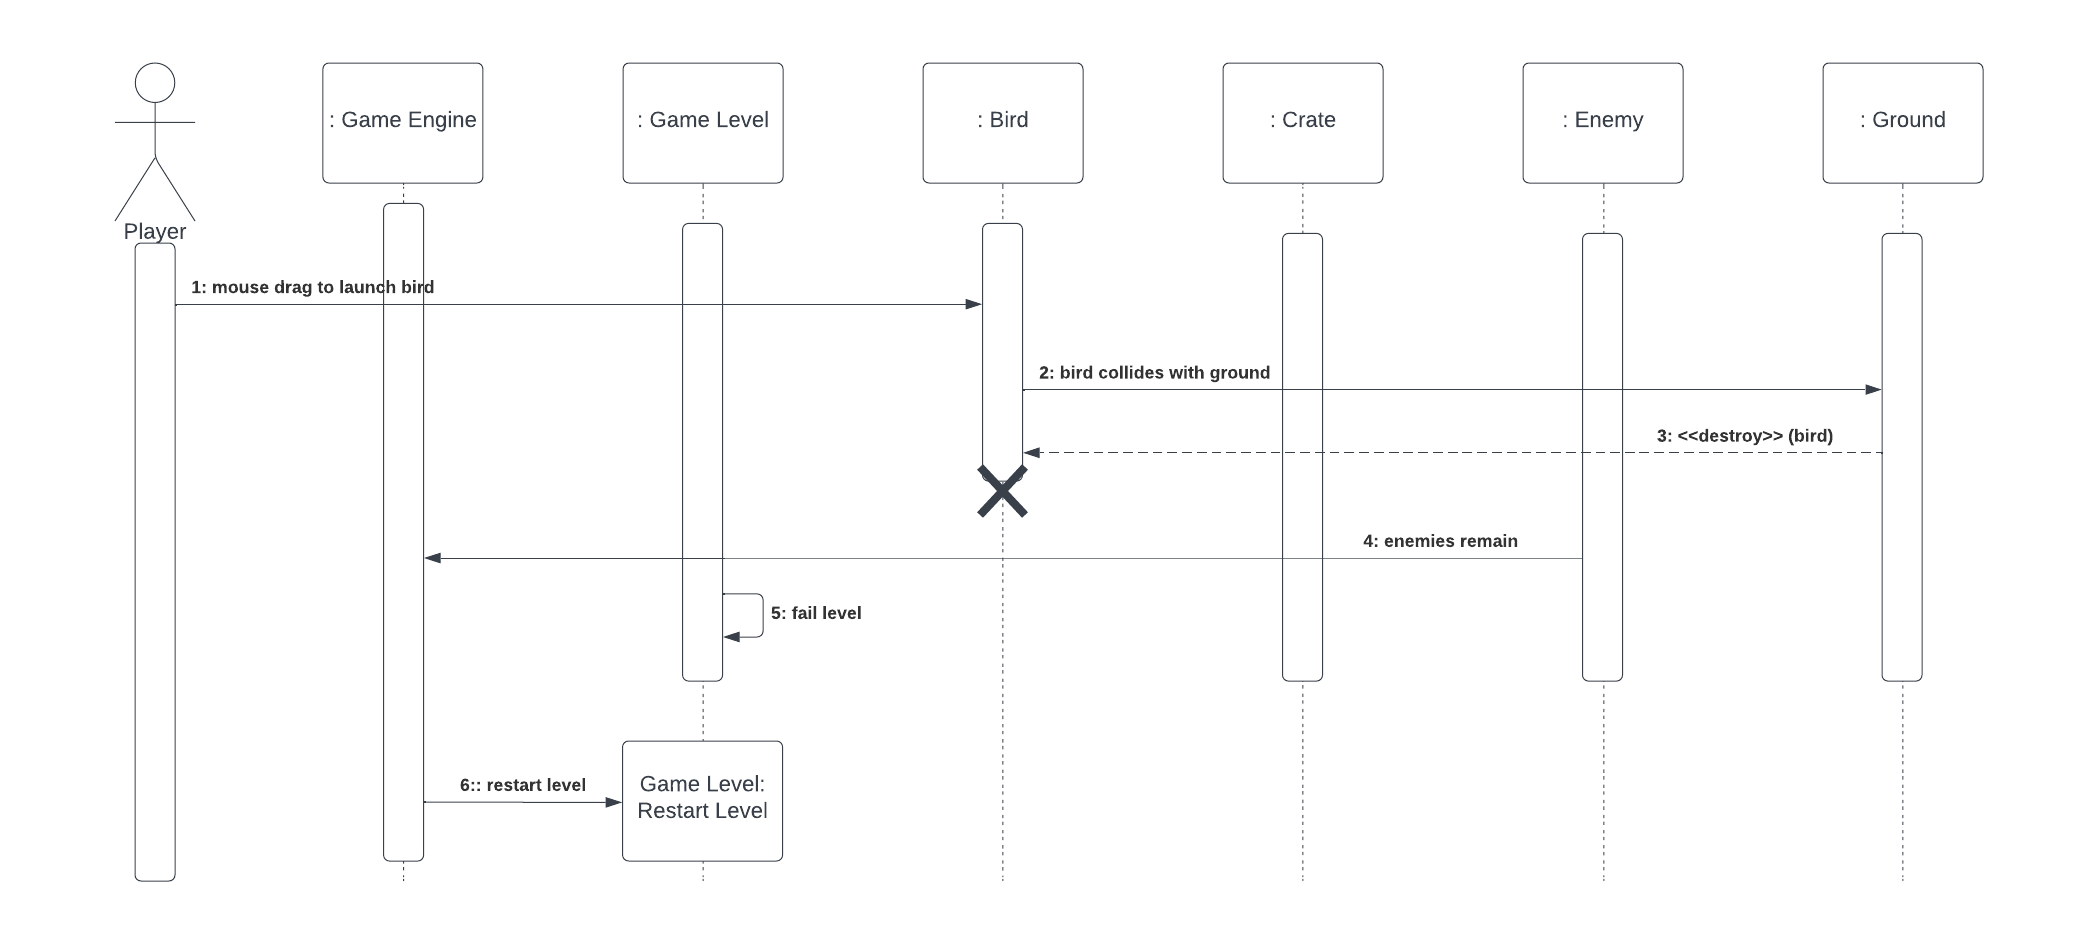 : Game Engine
: Game Level
: Bird
: Crate
: Enemy
: Ground
Player
1: mouse drag to launch bird
2: bird collides with ground
3: <<destroy>> (bird)
4: enemies remain
5: fail level
6:: restart level
Game Level:
Restart Level